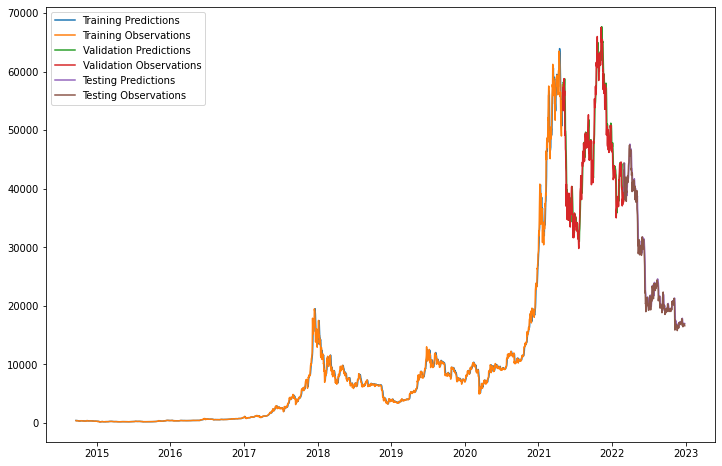 70000
60000
50000
40000
30000
20000
10000
0
Training Predictions
Training Observations
Validation Predictions
Validation Observations
Testing Predictions
Testing Observations
2015 2016 2017 2018 2019 2020 2021 2022 2023